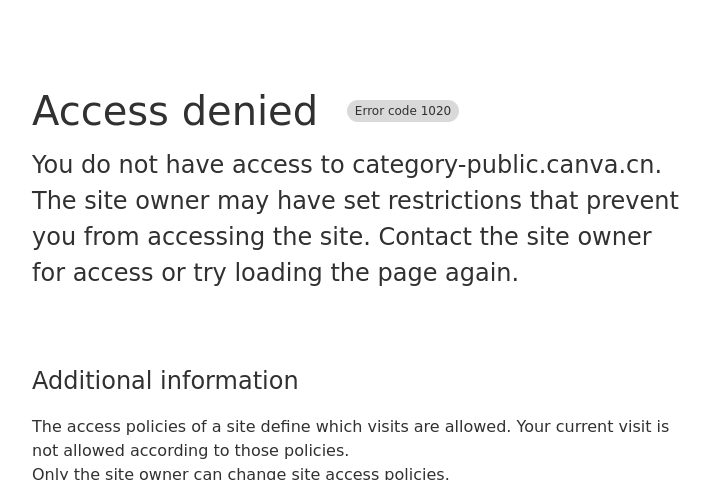 Access denied Error code 1020
You do not have access to category-public.canva.cn.
The site owner may have set restrictions that prevent
you from accessing the site. Contact the site owner
for access or try loading the page again.
Additional information
The access policies of a site define which visits are allowed. Your current visit is
not allowed according to those policies.
Only the site owner can change site access policies.